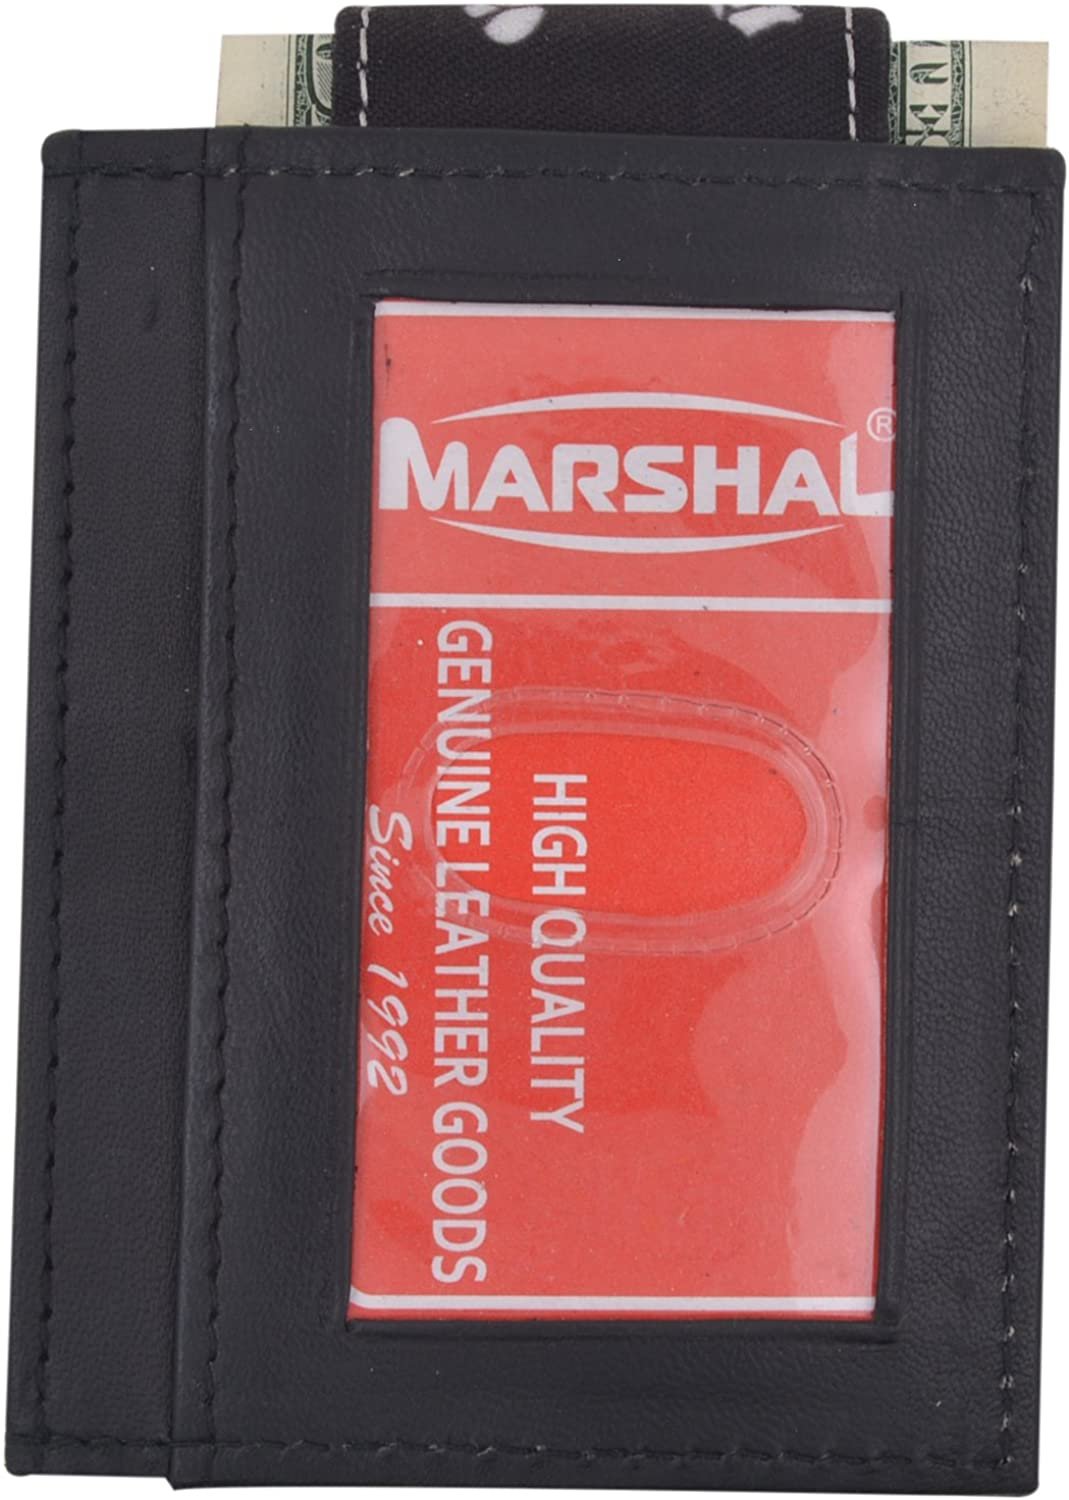 MARSHAL®
HIGH QUALITY
GENUINE LEATHER GOODS
Since 1992